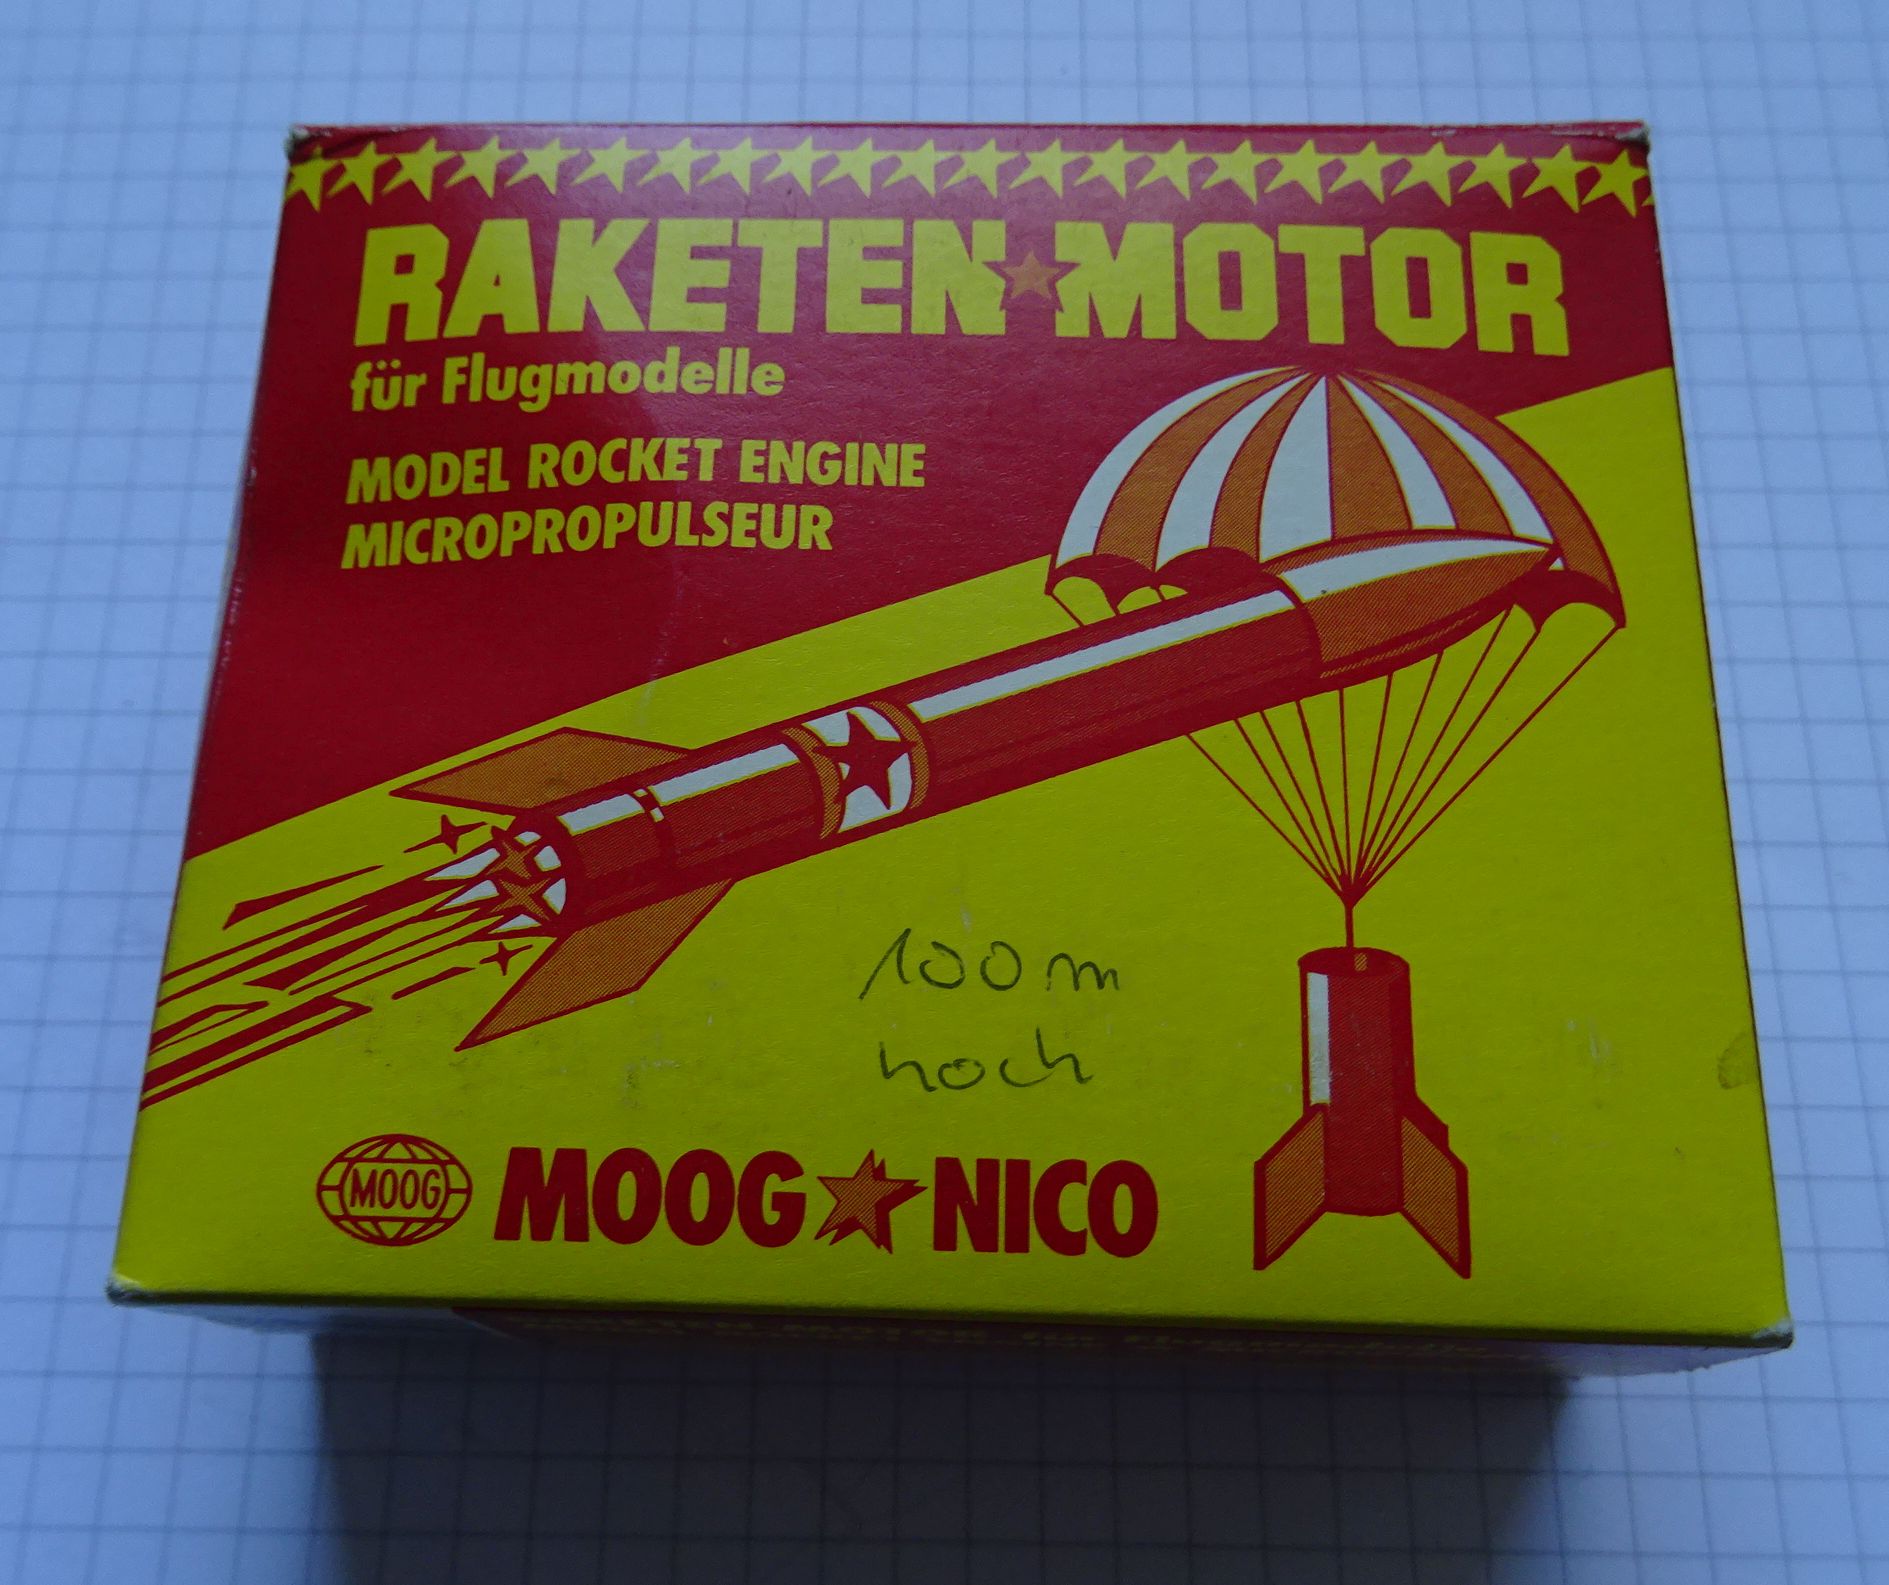 RAKETEN★MOTOR
für Flugmodelle
MODEL ROCKET ENGINE
MICROPROPULSEUR
100 m
hoch
MOOG
MOOG★NICO